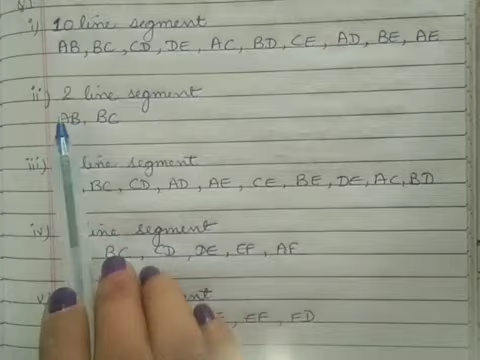 i) 10 line segment
AB, BC, CD, DE, AC, BD, CE, AD, BE, AE
ii) 2 line segment
AB, BC
iii) line segment
, BC, CD, AD, AE, CE, BE, DE, AC, BD
iv) line segment
BC, CD, DE, EF, AF
v
, EF, FD